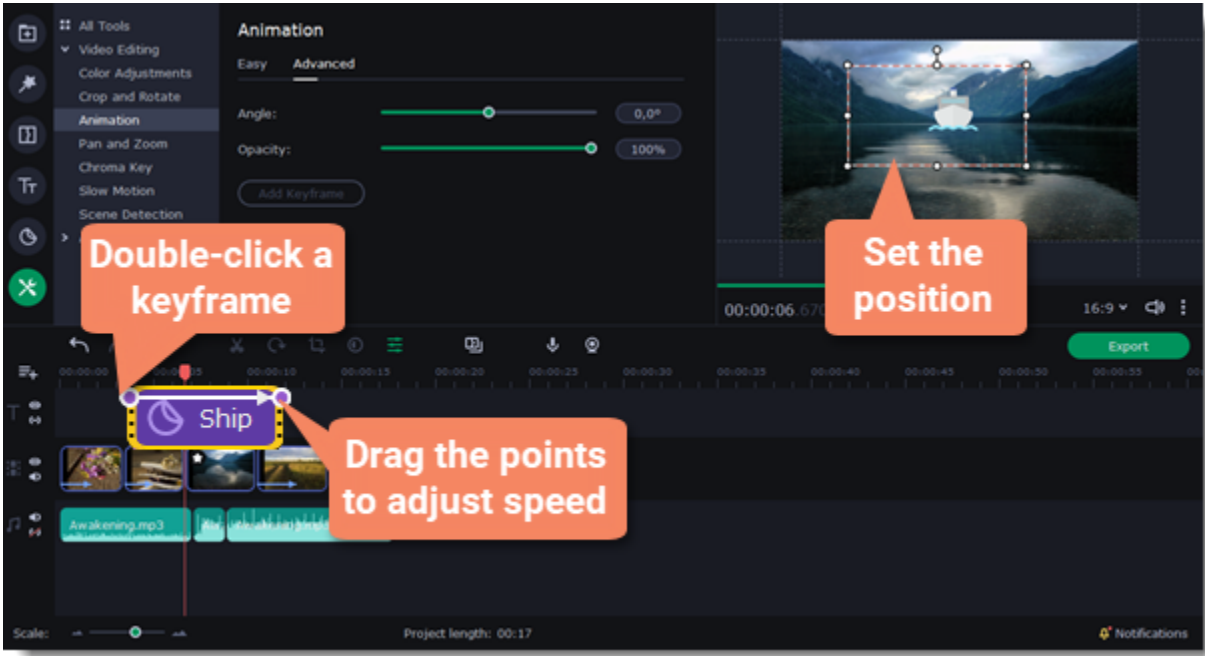 All Tools
Video Editing
Color Adjustments
Crop and Rotate
Animation
Pan and Zoom
Chroma Key
Slow Motion
Scene Detection
Animation
Easy Advanced
Angle:
0,0°
Opacity:
100%
Add Keyframe
Double-click a
keyframe
Set the
position
00:00:06.670
16:9
Export
00:00:00
05
00:00:10
00:00:15
00:00:20
00:00:25
00:00:30
00:00:35
00:00:40
00:00:45
00:00:50
00:00:55
Ship
Drag the points
to adjust speed
Awakening.mp3
Scale:
Project length: 00:17
Notifications